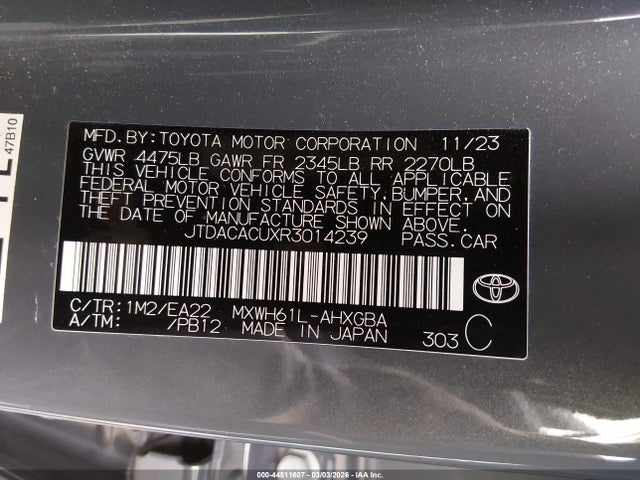 47B10
MFD.BY:TOYOTA MOTOR CORPORATION 11/23
GVWR 4475LB GAWR FR 2345LB RR 2270LB
THIS VEHICLE CONFORMS TO ALL APPLICABLE
FEDERAL MOTOR VEHICLE SAFETY,BUMPER,AND
THEFT PREVENTION STANDARDS IN EFFECT ON
THE DATE OF MANUFACTURE SHOWN ABOVE.
JTDACACUXR3014239 PASS.CAR
C/TR:1M2/EA22 MXWH61L-AHXGBA
A/TM: /PB12 MADE IN JAPAN 303 C
000-44511607 - 03/03/2026 - IAAI, Inc.